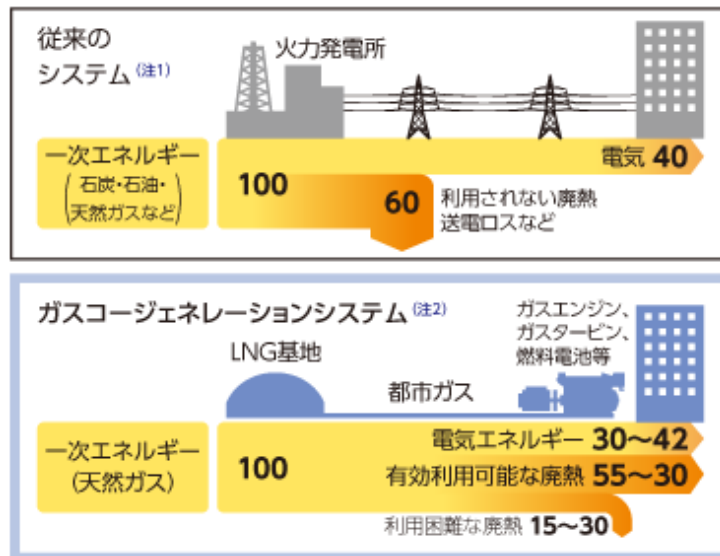 従来の
システム(注1)
火力発電所
一次エネルギー
(石炭・石油・
天然ガスなど)
100
電気 40
60
利用されない廃熱
送電ロスなど
ガスコージェネレーションシステム(注2)
ガスエンジン、
ガスタービン、
燃料電池等
LNG基地
都市ガス
一次エネルギー
(天然ガス)
100
電気エネルギー 30～42
有効利用可能な廃熱 55～30
利用困難な廃熱 15～30